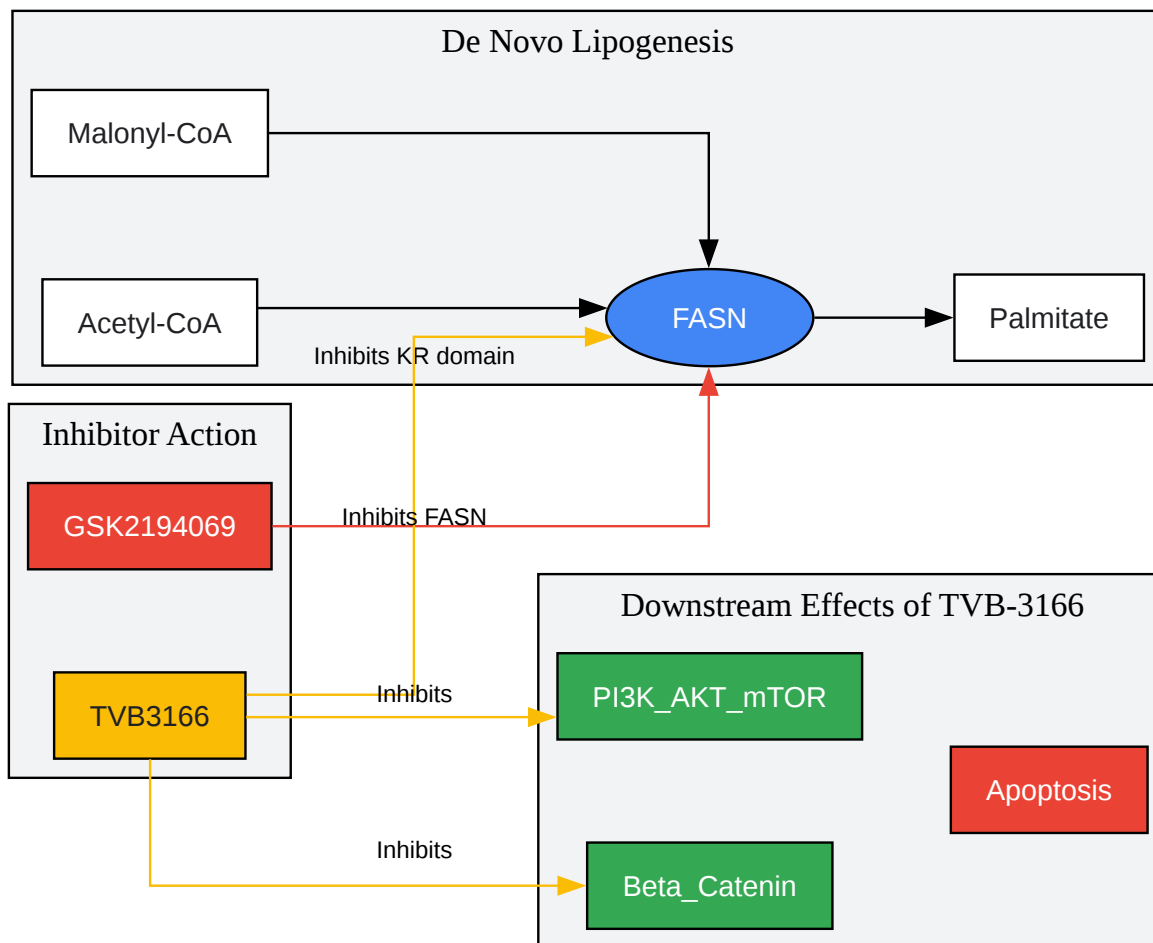 De Novo Lipogenesis
Malonyl-CoA
Acetyl-CoA
FASN
Palmitate
Inhibits KR domain
Inhibitor Action
GSK2194069
Inhibits FASN
TVB3166
Inhibits
Inhibits
Downstream Effects of TVB-3166
PI3K_AKT_mTOR
Apoptosis
Beta_Catenin